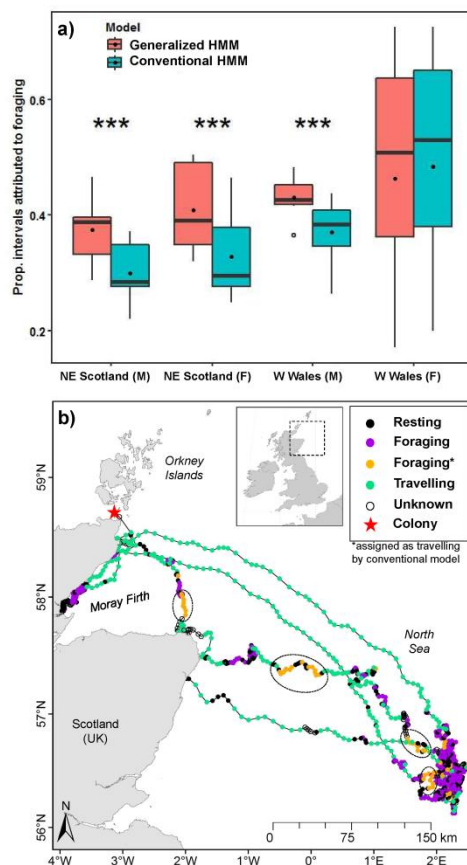 a)
Model
Generalized HMM
Conventional HMM
***
***
***
Prop. intervals attributed to foraging
0.6
0.4
0.2
NE Scotland (M)
NE Scotland (F)
W Wales (M)
W Wales (F)
b)
Orkney
Islands
Resting
Foraging
Foraging*
Travelling
Unknown
Colony
*assigned as travelling
by conventional model
59°N
58°N
57°N
56°N
Moray Firth
North
Sea
Scotland
(UK)
N
0 75 150 km
4°W 3°W 2°W 1°W 0° 1°E 2°E